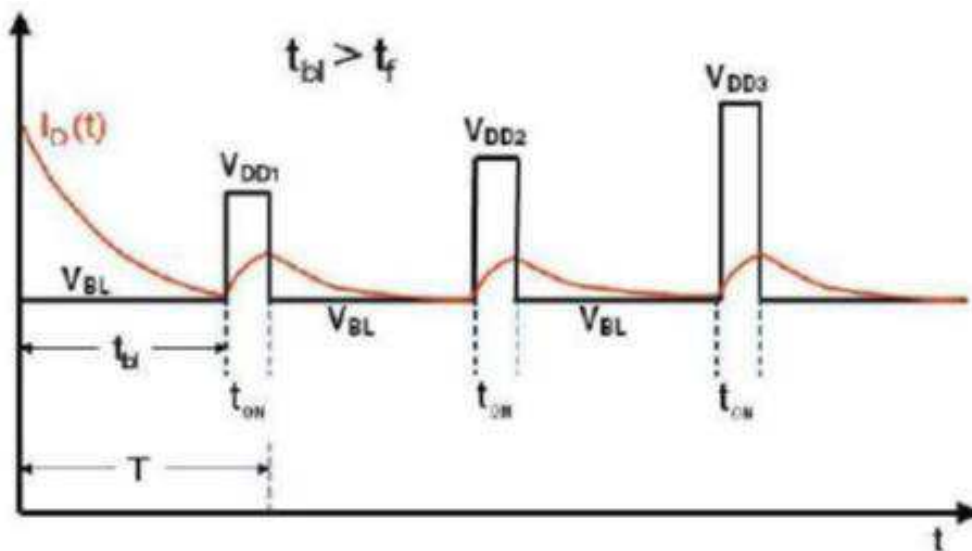 t_bl > t_f
V_DD3
I_D(t)
V_DD2
V_DD1
V_BL
V_BL
V_BL
t_bl
t_ON
t_ON
t_ON
T
t